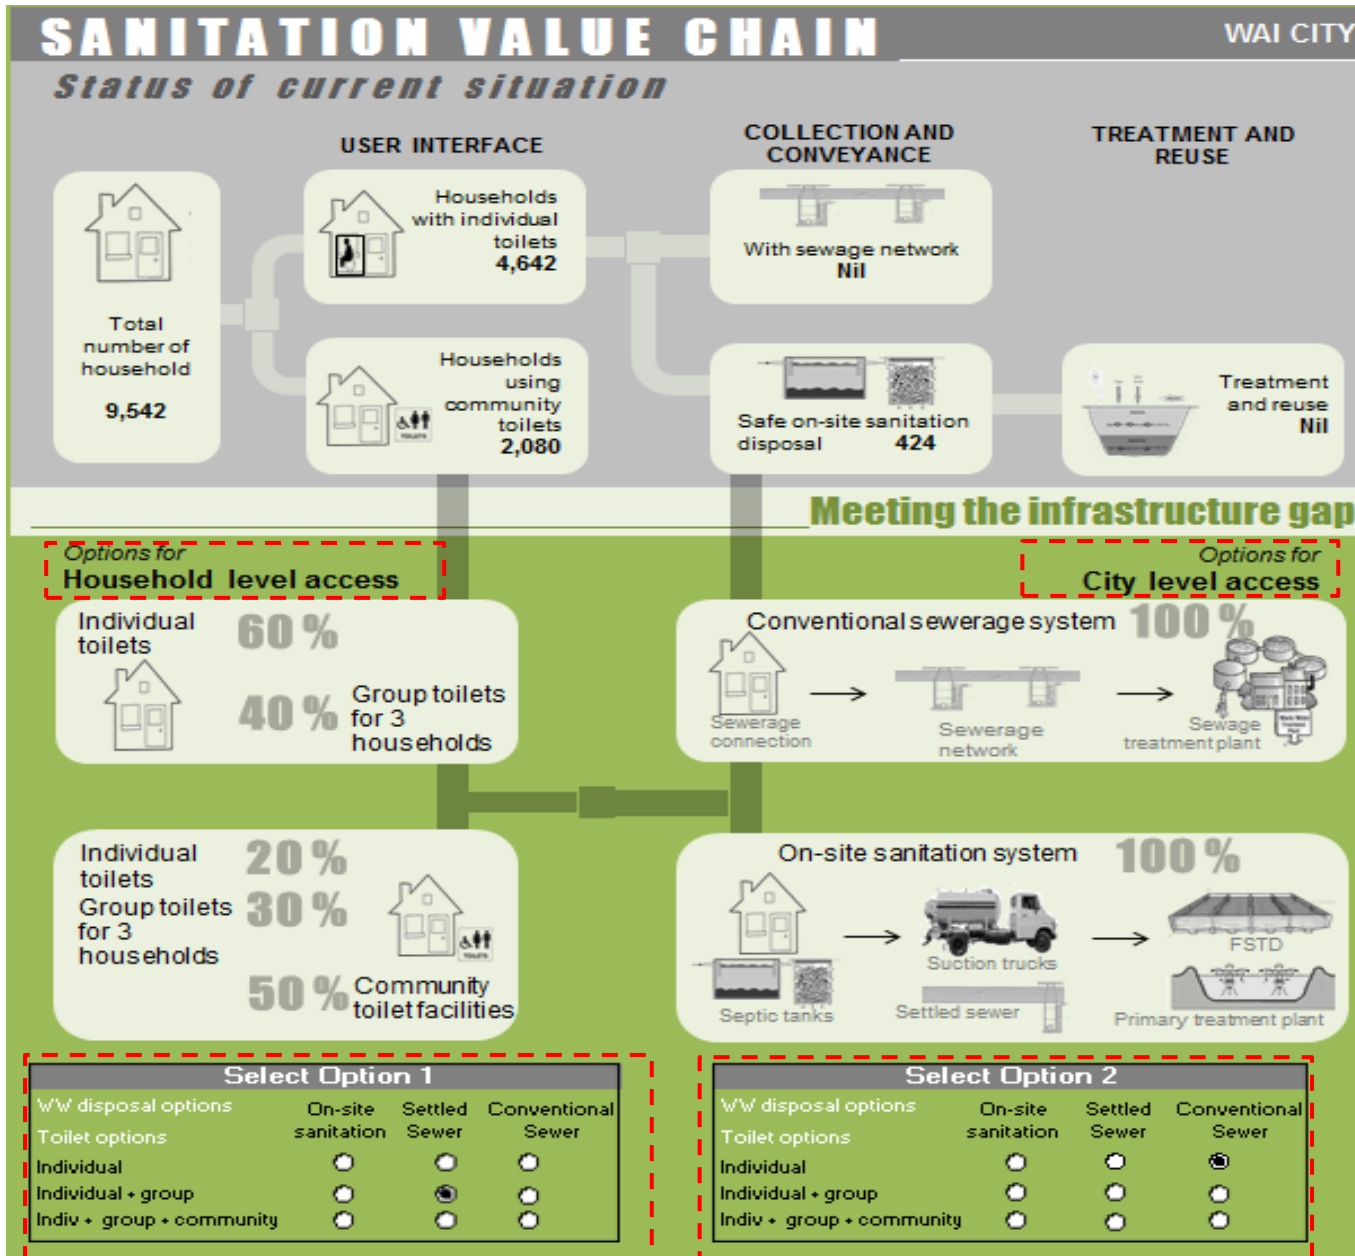 SANITATION VALUE CHAIN
WAI CITY
Status of current situation
USER INTERFACE
COLLECTION AND
CONVEYANCE
TREATMENT AND
REUSE
Total
number of
household
9,542
Households
with individual
toilets
4,642
Households
using
community
toilets
2,080
TOILETS
With sewage network
Nil
Safe on-site sanitation
disposal 424
Treatment
and reuse
Nil
Meeting the infrastructure gap
Options for
Household level access
Options for
City level access
Individual
toilets
60%
40%
Group toilets
for 3
households
Conventional sewerage system 100%
Sewerage
connection
Sewerage
network
Sewage
treatment plant
Individual
toilets
20%
Group toilets
for 3
households
30%
50%
Community
toilet facilities
TOILETS
On-site sanitation system 100%
Septic tanks
Suction trucks
Settled sewer
FSTD
Primary treatment plant
Select Option 1
WW disposal options
Toilet options
On-site
sanitation
Settled
Sewer
Conventional
Sewer
Individual
Individual + group
Indiv + group + community
Select Option 2
WW disposal options
Toilet options
On-site
sanitation
Settled
Sewer
Conventional
Sewer
Individual
Individual + group
Indiv + group + community